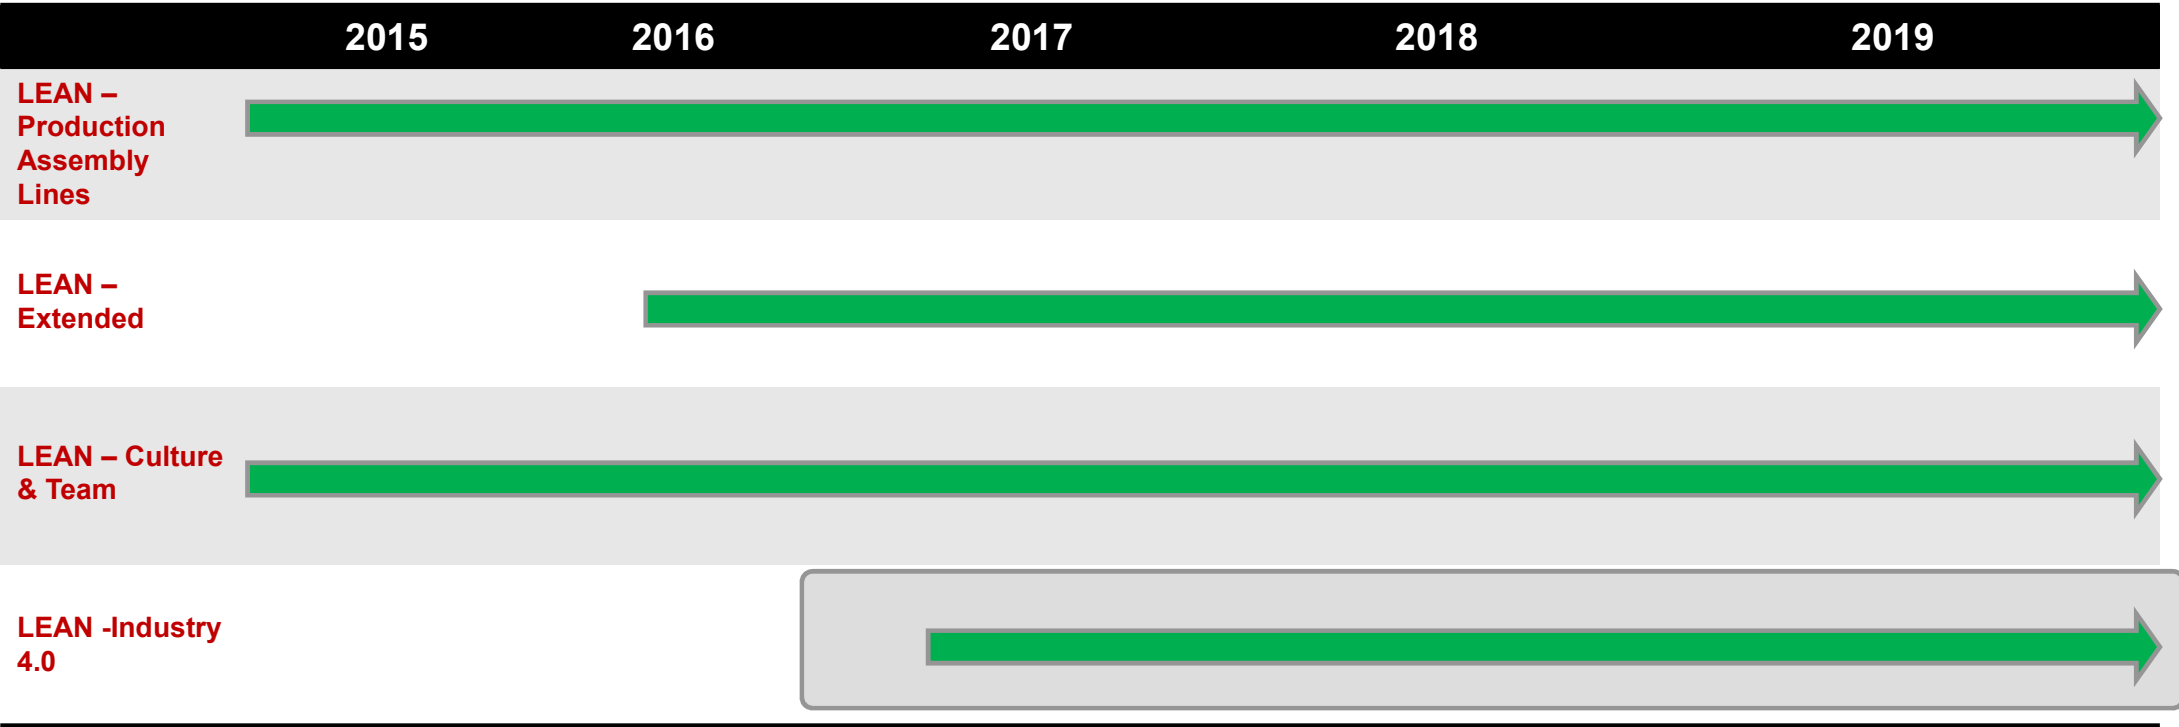 2015 2016 2017 2018 2019
LEAN –
Production
Assembly
Lines
LEAN –
Extended
LEAN – Culture
& Team
LEAN -Industry
4.0